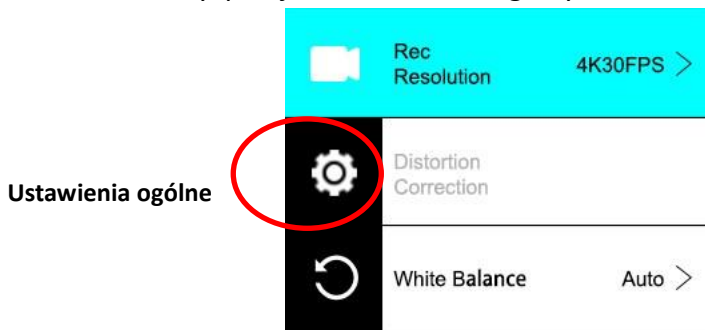 Rec
Resolution
4K30FPS >
Distortion
Correction
Ustawienia ogólne
White Balance
Auto >